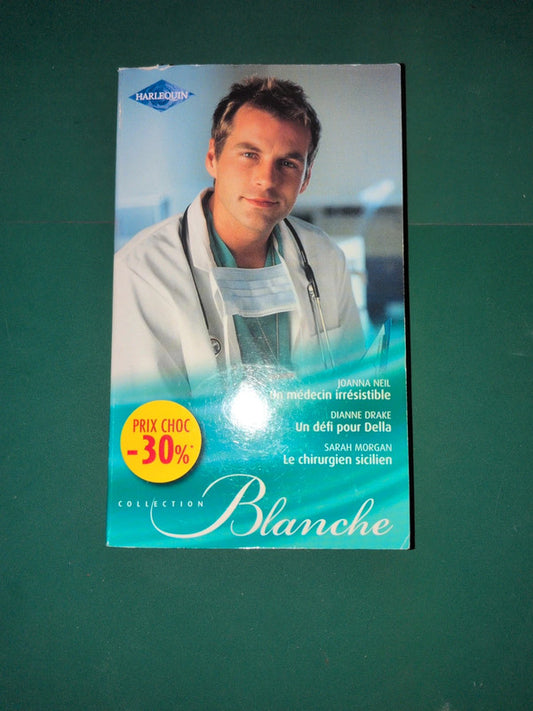 HARLEQUIN
JOANNA NEIL
Un médecin irrésistible
DIANNE DRAKE
Un défi pour Della
SARAH MORGAN
Le chirurgien sicilien
PRIX CHOC
-30%*
COLLECTION
Blanche